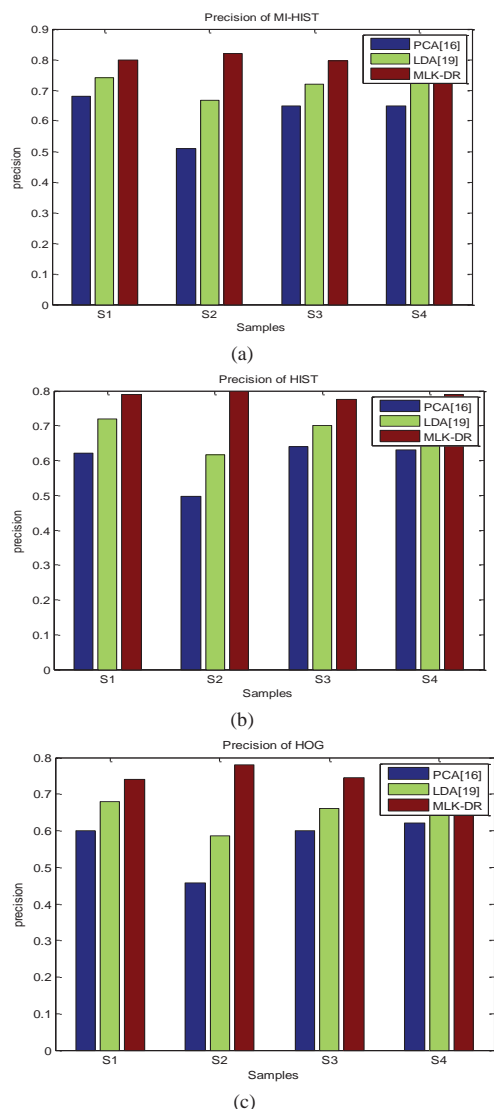 Precision of MI-HIST
0.9
0.8
0.7
0.6
0.5
0.4
0.3
0.2
0.1
0
precision
PCA[16]
LDA[19]
MLK-DR
S1 S2 S3 S4
Samples
(a)
Precision of HIST
0.8
0.7
0.6
0.5
0.4
0.3
0.2
0.1
0
precision
PCA[16]
LDA[19]
MLK-DR
S1 S2 S3 S4
Samples
(b)
Precision of HOG
0.8
0.7
0.6
0.5
0.4
0.3
0.2
0.1
0
precision
PCA[16]
LDA[19]
MLK-DR
S1 S2 S3 S4
Samples
(c)